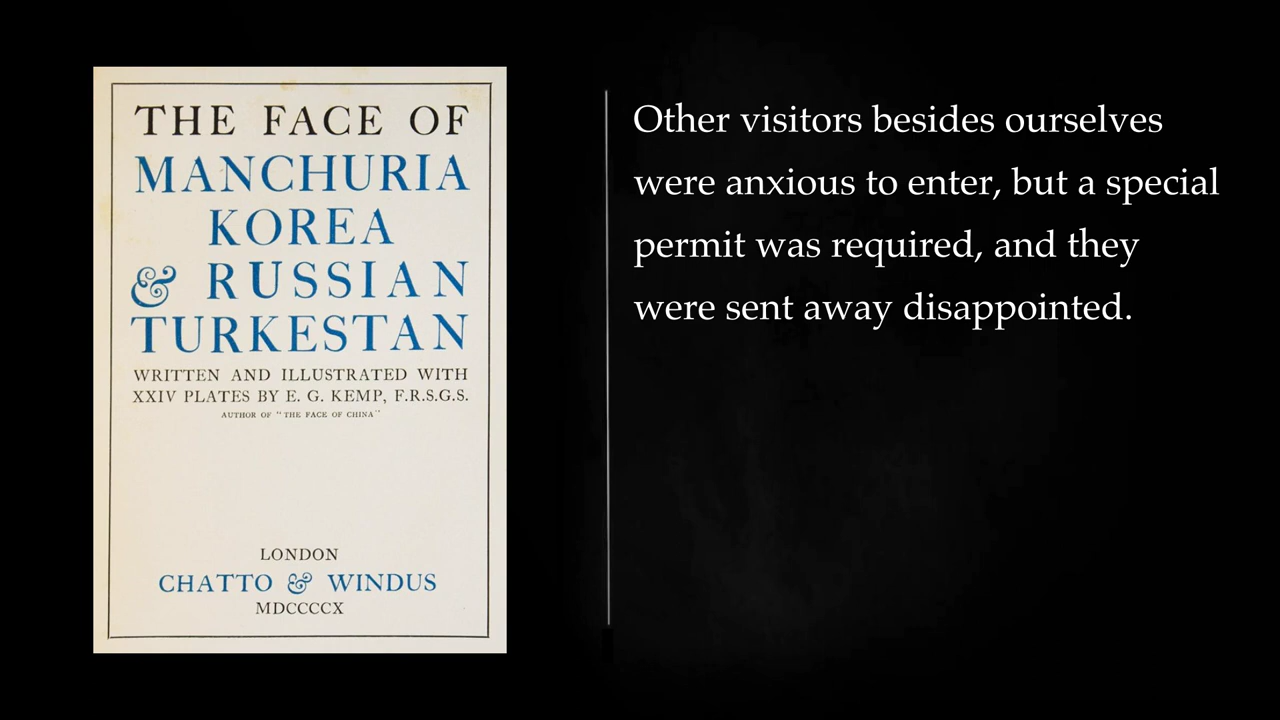 THE FACE OF
MANCHURIA
KOREA
& RUSSIAN
TURKESTAN
WRITTEN AND ILLUSTRATED WITH
XXIV PLATES BY E. G. KEMP, F.R.S.G.S.
AUTHOR OF "THE FACE OF CHINA"
LONDON
CHATTO & WINDUS
MDCCCCX
Other visitors besides ourselves
were anxious to enter, but a special
permit was required, and they
were sent away disappointed.